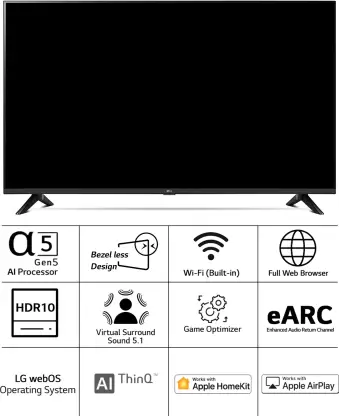 α5
Gen5
AI Processor
Bezel less
Design
Wi-Fi (Built-in)
Full Web Browser
HDR10
Virtual Surround
Sound 5.1
Game Optimizer
eARC
Enhanced Audio Return Channel
LG webOS
Operating System
AI ThinQ
Works with
Apple HomeKit
Works with
Apple AirPlay